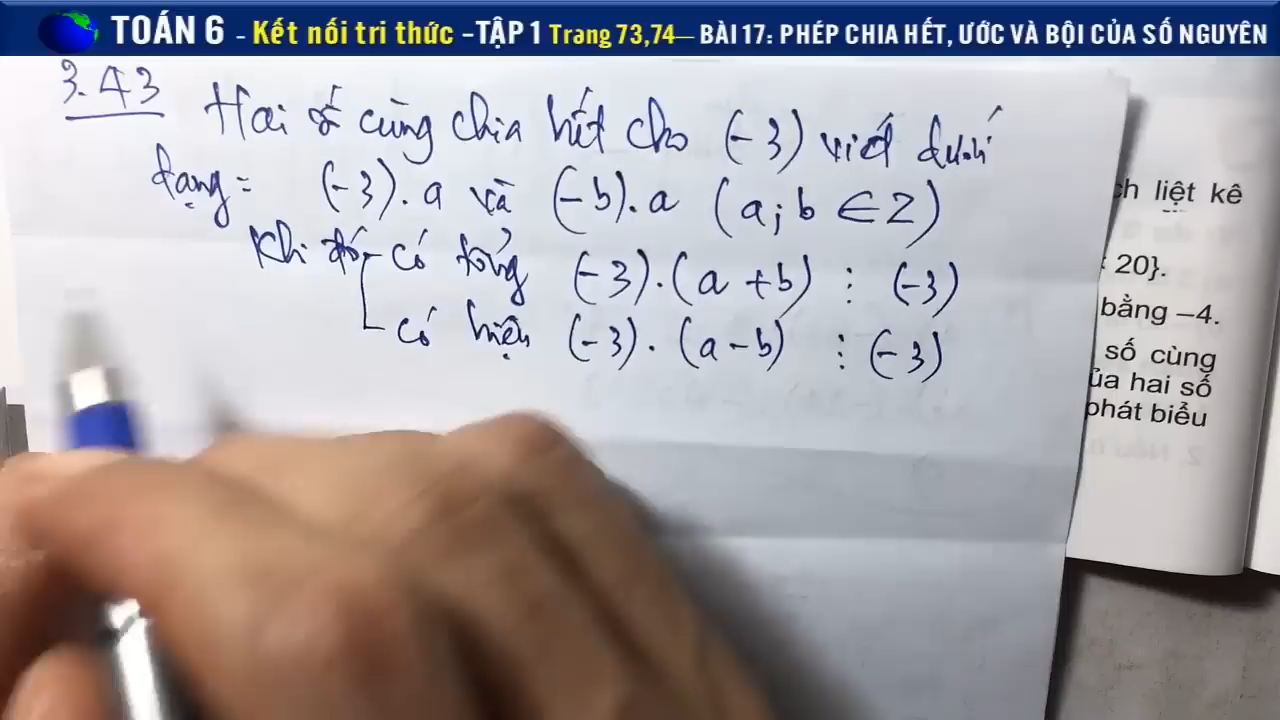 TOÁN 6 - Kết nối tri thức -TẬP 1 Trang 73,74— BÀI 17: PHÉP CHIA HẾT, ƯỚC VÀ BỘI CỦA SỐ NGUYÊN
3.43 Hai số cùng chia hết cho (-3) viết dưới
dạng = (-3).a và (-b).a (a;b ∈ Z)
Khi đó - có tổng (-3).(a+b) ⋮ (-3)
- có hiệu (-3).(a-b) ⋮ (-3)
ch liệt kê
20}.
bằng –4.
số cùng
ủa hai số
phát biểu